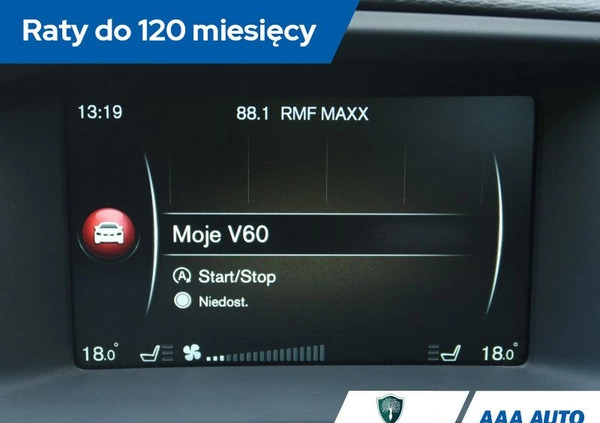 Raty do 120 miesięcy
13:19
88.1 RMF MAXX
Moje V60
Start/Stop
Niedost.
18.0 18.0
AAA AUTO